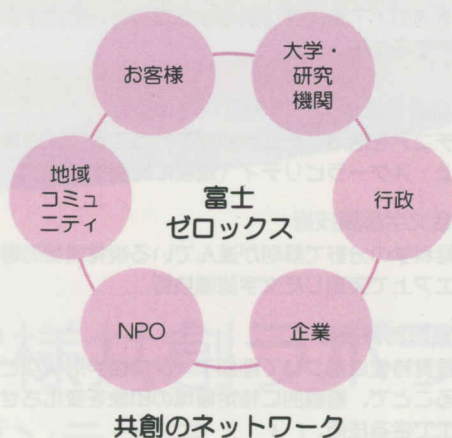 お客様
大学・
研究
機関
地域
コミュ
ニティ
富士
ゼロックス
行政
NPO
企業
共創のネットワーク